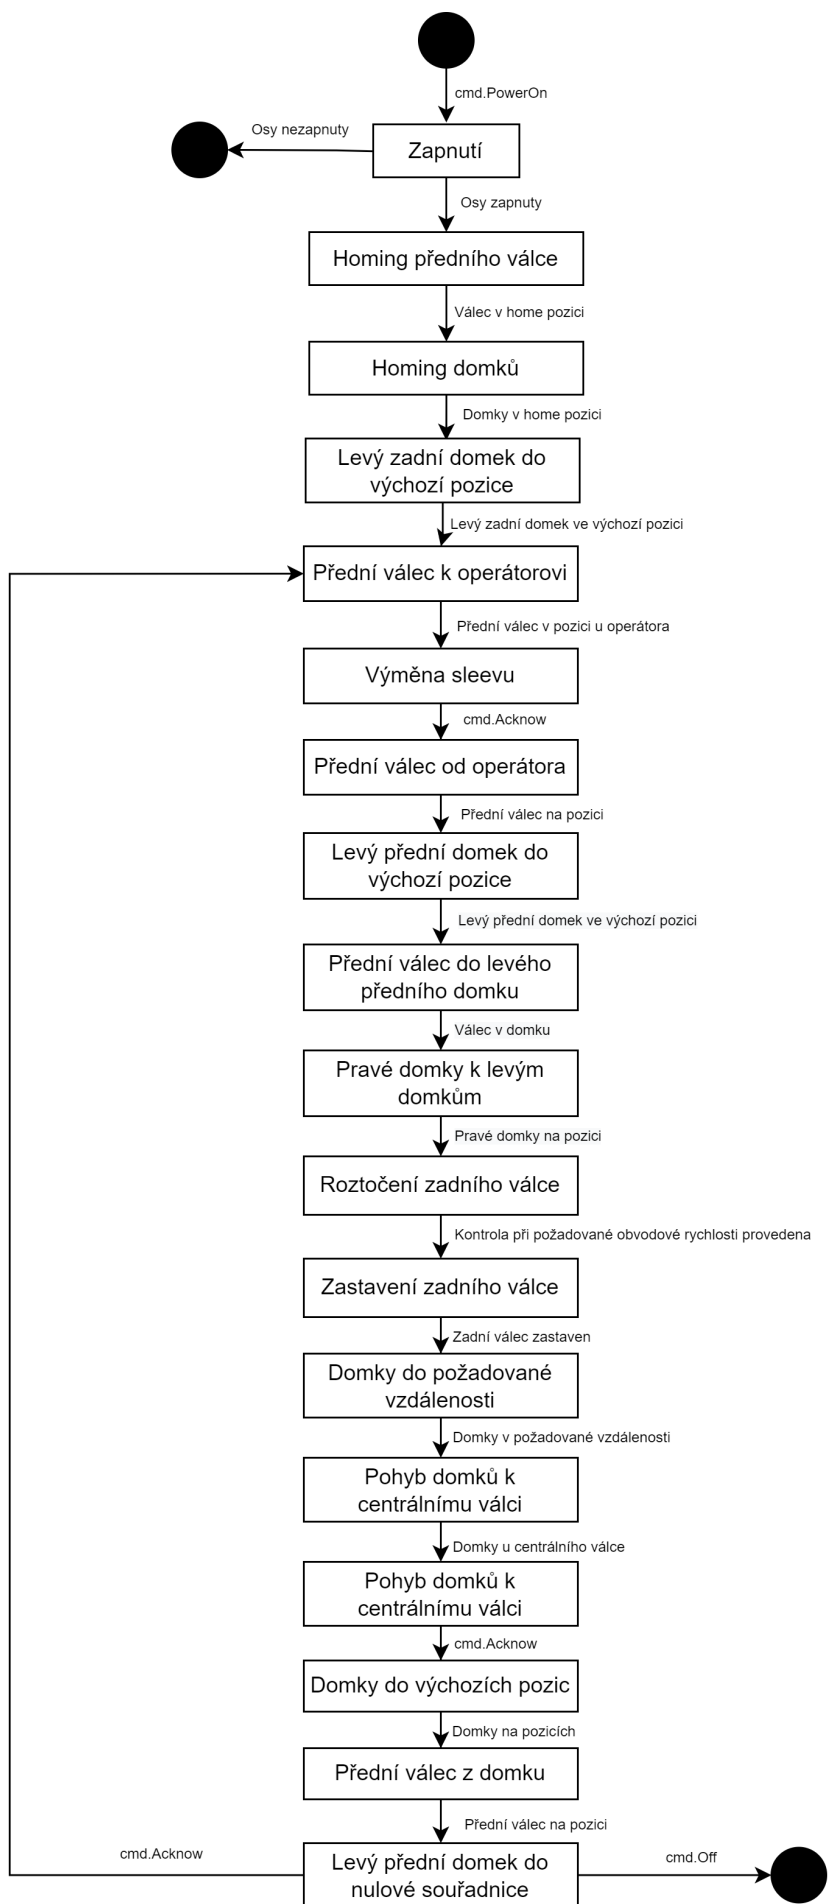 cmd.PowerOn
Osy nezapnuty
Zapnutí
Osy zapnuty
Homing předního válce
Válec v home pozici
Homing domků
Domky v home pozici
Levý zadní domek do
výchozí pozice
Levý zadní domek ve výchozí pozici
Přední válec k operátorovi
Přední válec v pozici u operátora
Výměna sleevu
cmd.Acknow
Přední válec od operátora
Přední válec na pozici
Levý přední domek do
výchozí pozice
Levý přední domek ve výchozí pozici
Přední válec do levého
předního domku
Válec v domku
Pravé domky k levým
domkům
Pravé domky na pozici
Roztočení zadního válce
Kontrola při požadované obvodové rychlosti provedena
Zastavení zadního válce
Zadní válec zastaven
Domky do požadované
vzdálenosti
Domky v požadované vzdálenosti
Pohyb domků k
centrálnímu válci
Domky u centrálního válce
Pohyb domků k
centrálnímu válci
cmd.Acknow
Domky do výchozích pozic
Domky na pozicích
Přední válec z domku
Přední válec na pozici
cmd.Acknow
Levý přední domek do
nulové souřadnice
cmd.Off